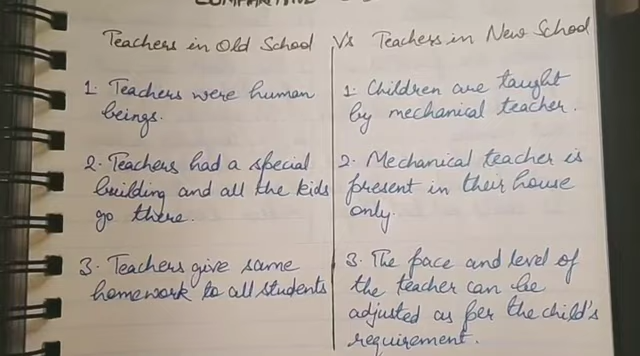 Teachers in Old School Vs Teachers in New School
1. Teachers were human
beings.
2. Teachers had a special
building and all the kids
go there.
3. Teachers give same
homework to all students
1. Children are taught
by mechanical teacher.
2. Mechanical teacher is
present in their house
only.
3. The pace and level of
the teacher can be
adjusted as per the child's
requirement.